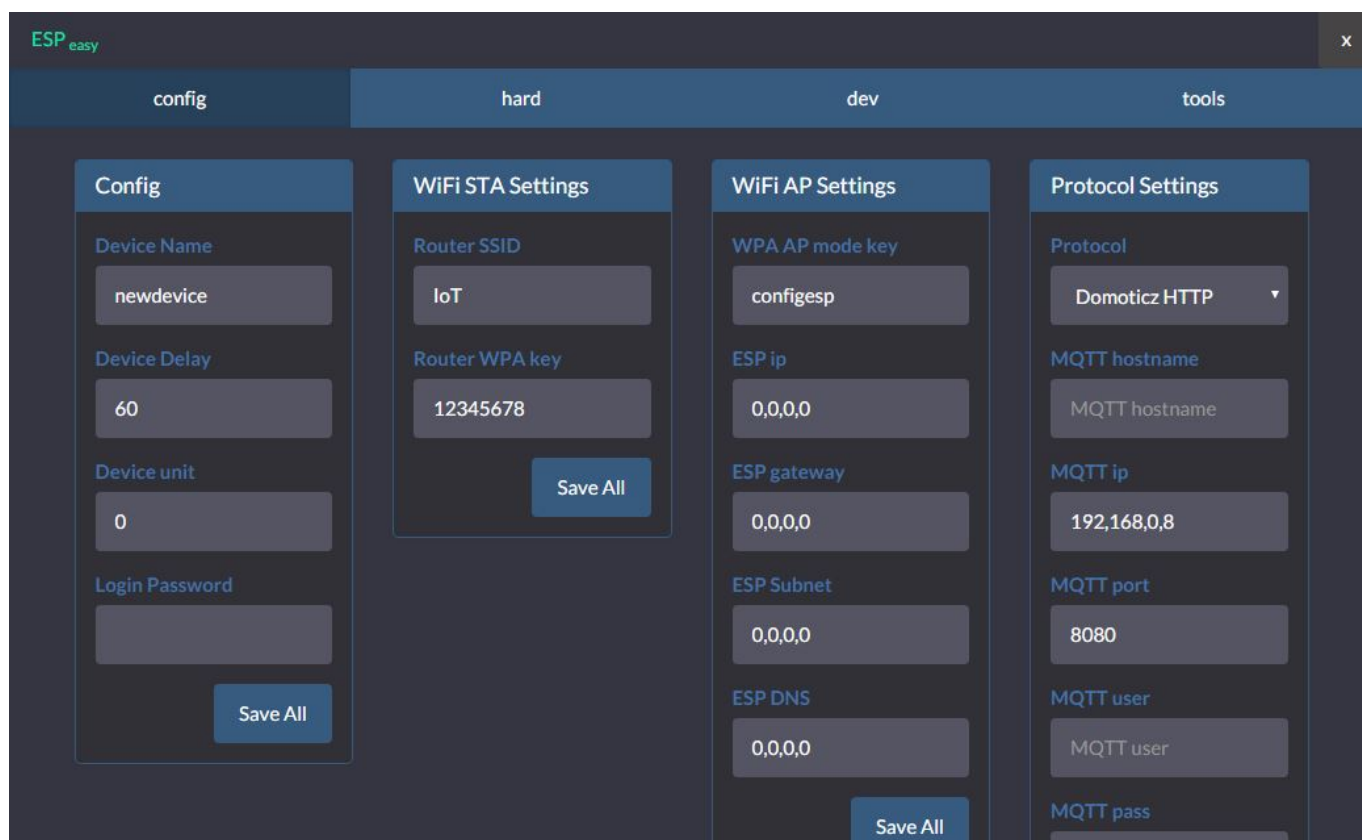 ESP easy
x
config
hard
dev
tools
Config
Device Name
newdevice
Device Delay
60
Device unit
0
Login Password
Save All
WiFi STA Settings
Router SSID
IoT
Router WPA key
12345678
Save All
WiFi AP Settings
WPA AP mode key
configesp
ESP ip
0,0,0,0
ESP gateway
0,0,0,0
ESP Subnet
0,0,0,0
ESP DNS
0,0,0,0
Save All
Protocol Settings
Protocol
Domoticz HTTP
MQTT hostname
MQTT hostname
MQTT ip
192,168,0,8
MQTT port
8080
MQTT user
MQTT user
MQTT pass